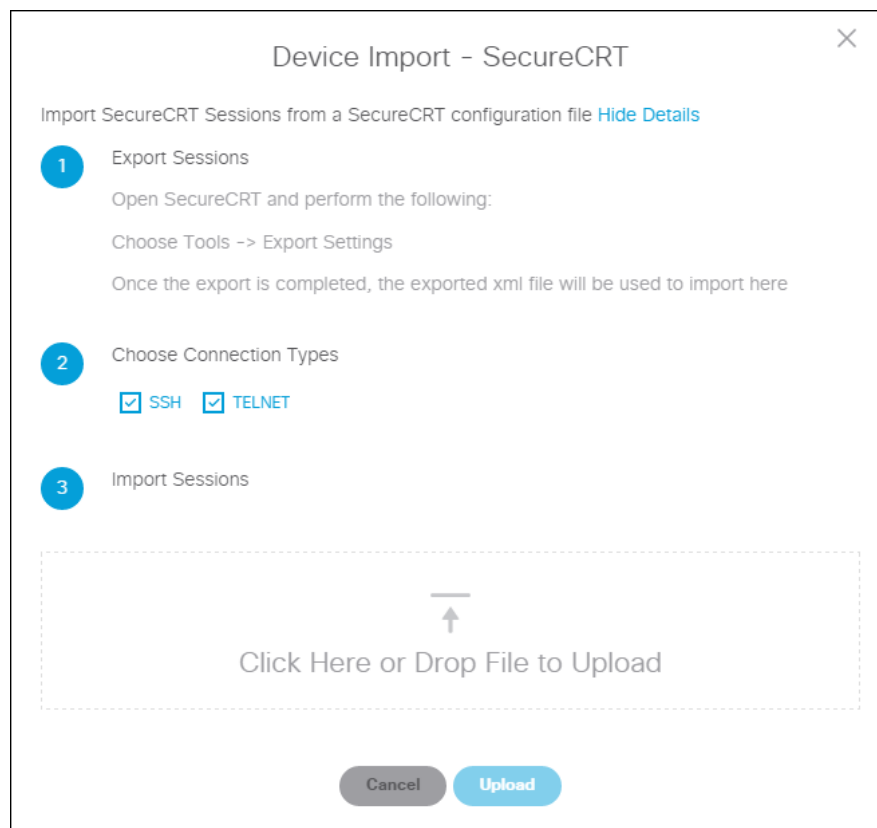 Device Import - SecureCRT
Import SecureCRT Sessions from a SecureCRT configuration file Hide Details
1 Export Sessions
Open SecureCRT and perform the following:
Choose Tools -> Export Settings
Once the export is completed, the exported xml file will be used to import here
2 Choose Connection Types
SSH TELNET
3 Import Sessions
Click Here or Drop File to Upload
Cancel Upload